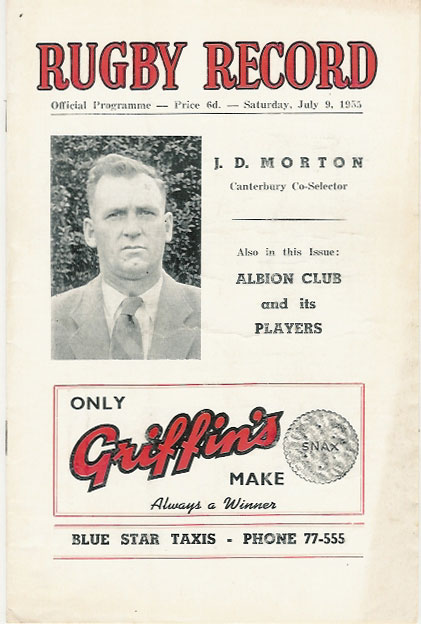 RUGBY RECORD
Official Programme — Price 6d. — Saturday, July 9, 1955
J. D. MORTON
Canterbury Co-Selector
Also in this Issue:
ALBION CLUB
and its
PLAYERS
ONLY
Griffin's
SNAX
MAKE
Always a Winner
BLUE STAR TAXIS - PHONE 77-555